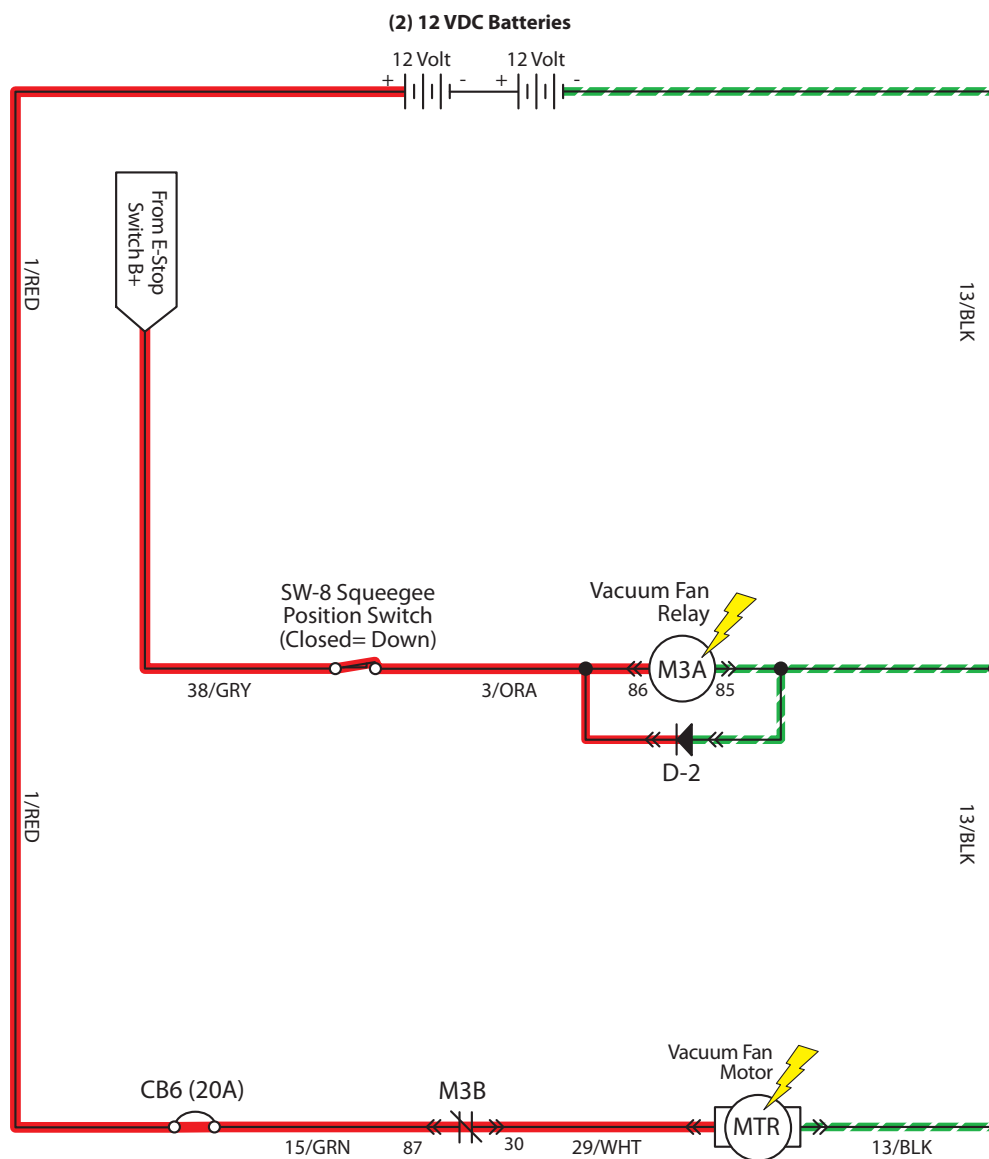 (2) 12 VDC Batteries
12 Volt
12 Volt
+
-
+
-
From E-Stop
Switch B+
1/RED
13/BLK
SW-8 Squeegee
Position Switch
(Closed= Down)
Vacuum Fan
Relay
38/GRY
3/ORA
86
M3A
85
D-2
1/RED
13/BLK
Vacuum Fan
Motor
CB6 (20A)
M3B
MTR
15/GRN
87
30
29/WHT
13/BLK